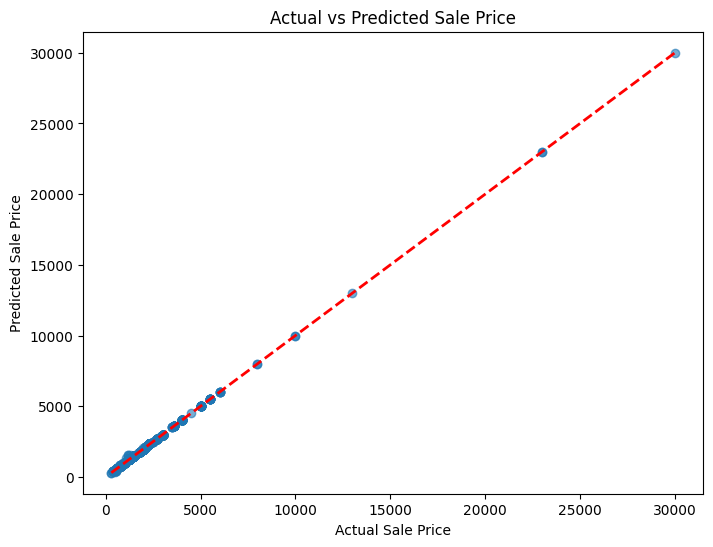 Actual vs Predicted Sale Price
30000
25000
20000
15000
10000
5000
0
Predicted Sale Price
0 5000 10000 15000 20000 25000 30000
Actual Sale Price